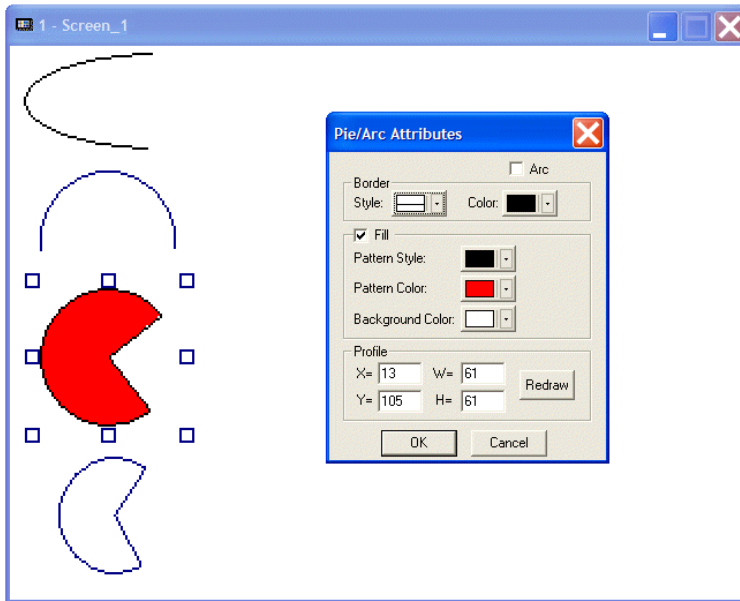 1 - Screen_1
Pie/Arc Attributes
Arc
Border
Style: Color:
Fill
Pattern Style:
Pattern Color:
Background Color:
Profile
X= 13 W= 61
Redraw
Y= 105 H= 61
OK Cancel